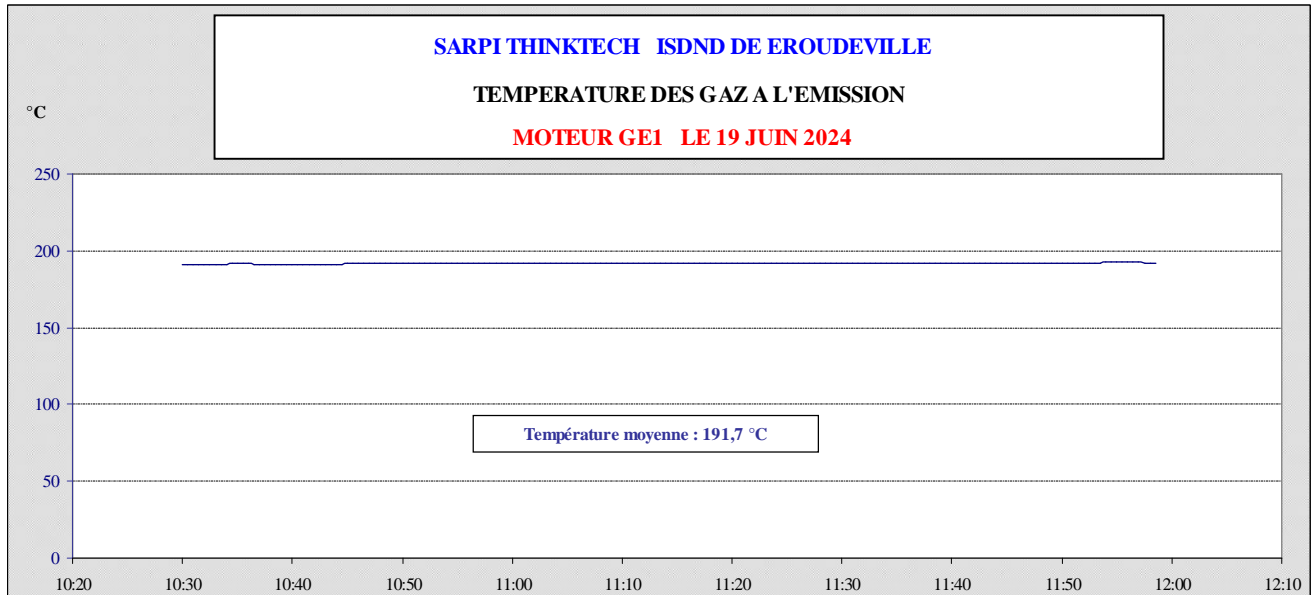 SARPI THINKTECH ISDND DE EROUDEVILLE
TEMPERATURE DES GAZ A L'EMISSION
MOTEUR GE1 LE 19 JUIN 2024
°C
250
200
150
100
50
0
Température moyenne : 191,7 °C
10:20 10:30 10:40 10:50 11:00 11:10 11:20 11:30 11:40 11:50 12:00 12:10